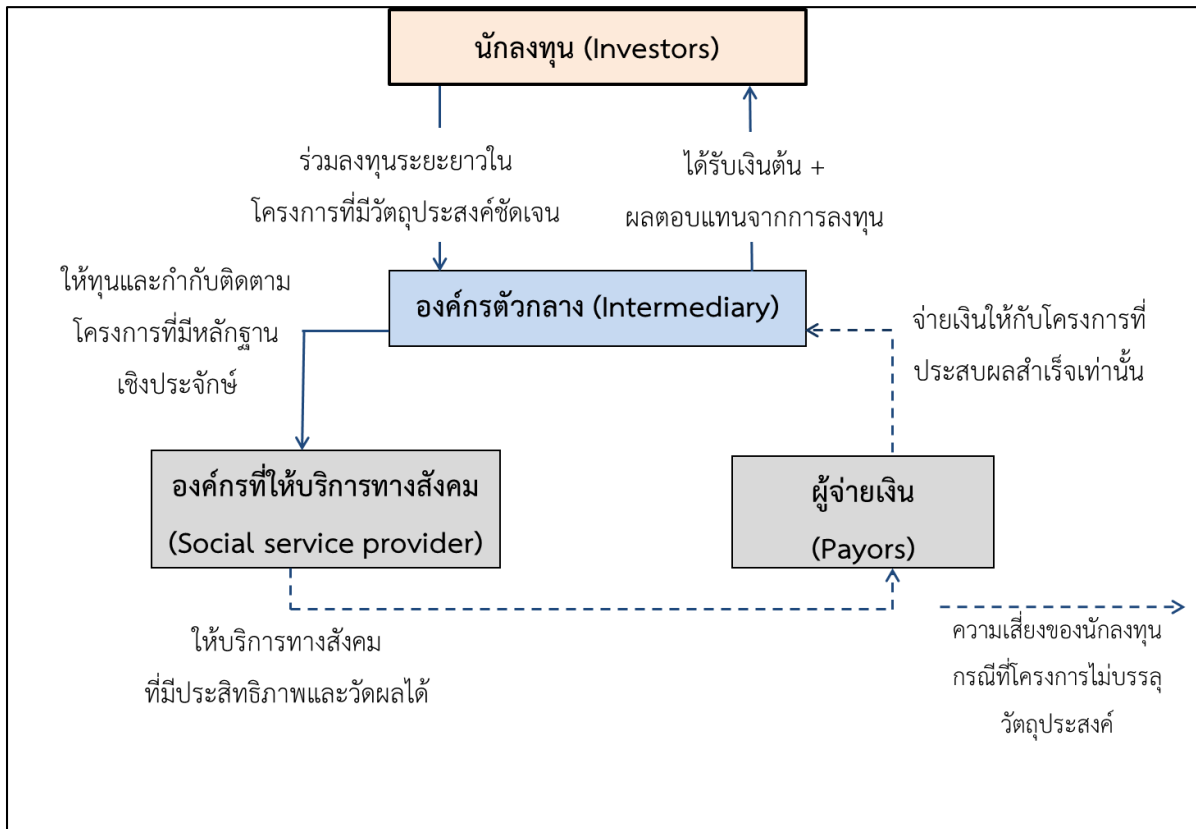 นักลงทุน (Investors)
ร่วมลงทุนระยะยาวใน
โครงการที่มีวัตถุประสงค์ชัดเจน
ได้รับเงินต้น +
ผลตอบแทนจากการลงทุน
ให้ทุนและกำกับติดตาม
โครงการที่มีหลักฐาน
เชิงประจักษ์
องค์กรตัวกลาง (Intermediary)
จ่ายเงินให้กับโครงการที่
ประสบผลสำเร็จเท่านั้น
องค์กรที่ให้บริการทางสังคม
(Social service provider)
ผู้จ่ายเงิน
(Payors)
ให้บริการทางสังคม
ที่มีประสิทธิภาพและวัดผลได้
ความเสี่ยงของนักลงทุน
กรณีที่โครงการไม่บรรลุ
วัตถุประสงค์